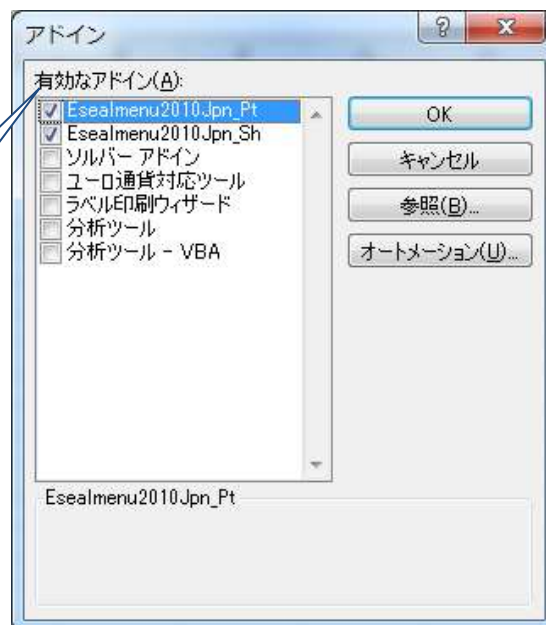 アドイン
有効なアドイン(A):
Esealmenu2010Jpn_Pt
Esealmenu2010Jpn_Sh
ソルバー アドイン
ユーロ通貨対応ツール
ラベル印刷ウィザード
分析ツール
分析ツール - VBA
OK
キャンセル
参照(B)...
オートメーション(U)...
Esealmenu2010Jpn_Pt